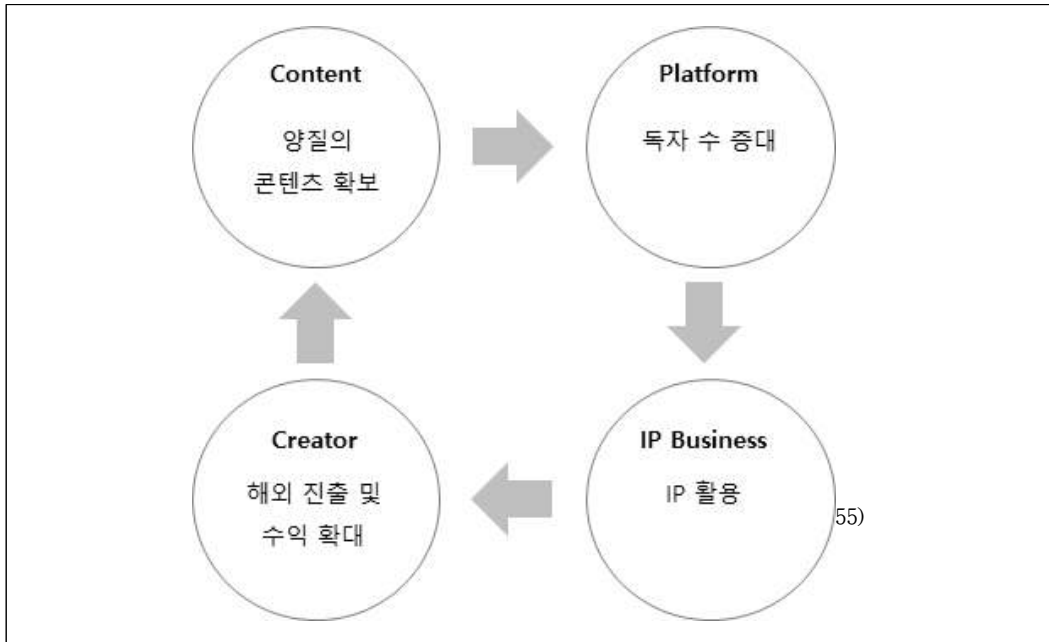 Content
양질의
콘텐츠 확보
Platform
독자 수 증대
Creator
해외 진출 및
수익 확대
IP Business
IP 활용
55)